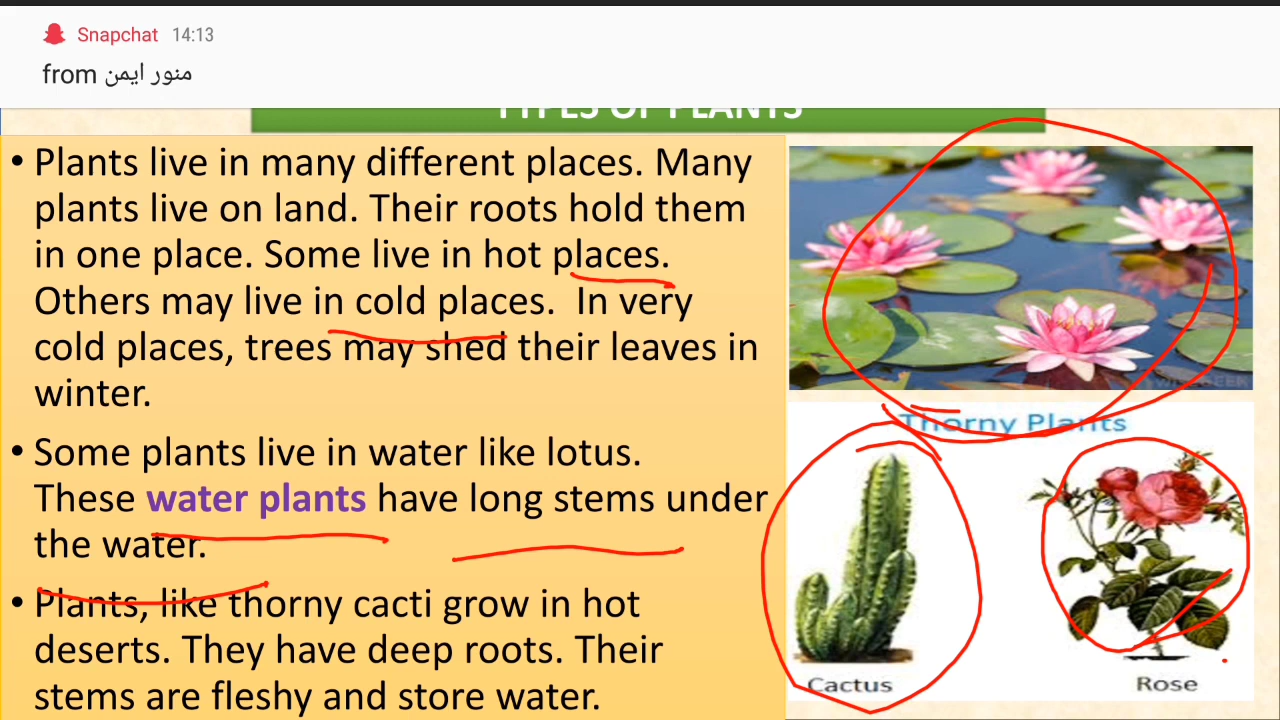 Snapchat 14:13
from منور ايمن
TYPES OF PLANTS
• Plants live in many different places. Many
plants live on land. Their roots hold them
in one place. Some live in hot places.
Others may live in cold places. In very
cold places, trees may shed their leaves in
winter.
• Some plants live in water like lotus.
These water plants have long stems under
the water.
• Plants, like thorny cacti grow in hot
deserts. They have deep roots. Their
stems are fleshy and store water.
Thorny Plants
Cactus
Rose